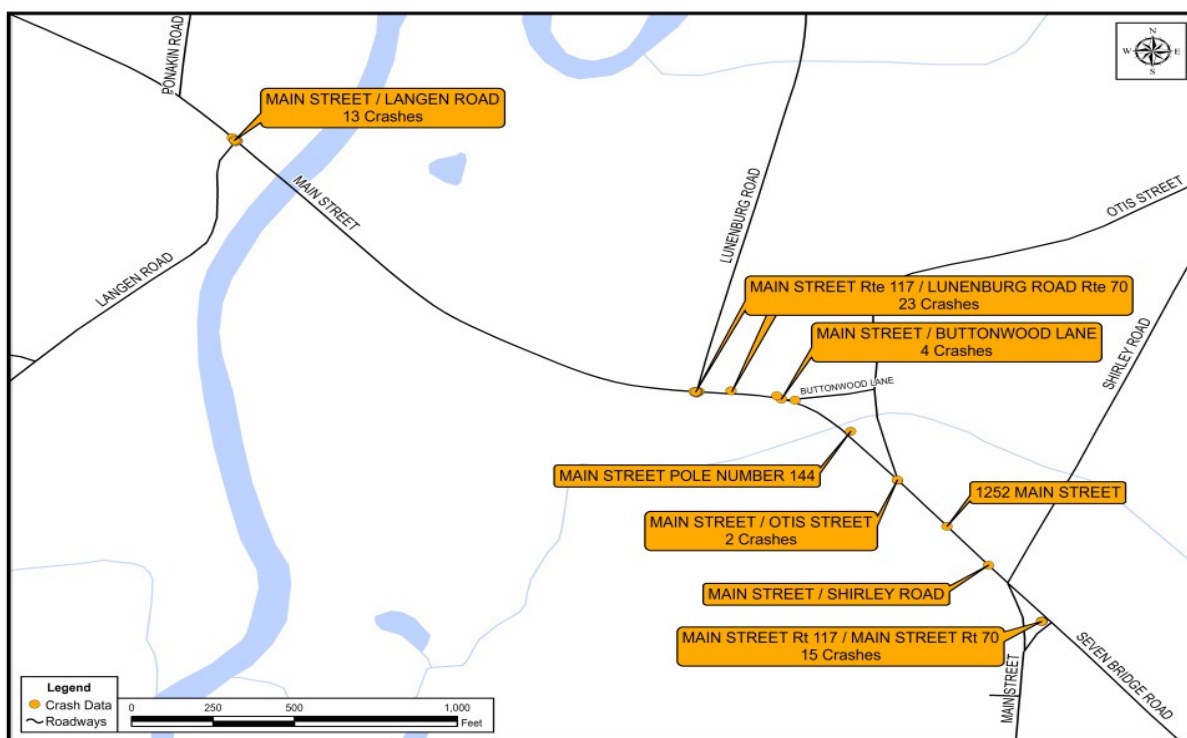 PONAKIN ROAD
N
W E
S
MAIN STREET / LANGEN ROAD
13 Crashes
MAIN STREET
LANGEN ROAD
LUNENBURG ROAD
OTIS STREET
SHIRLEY ROAD
MAIN STREET Rte 117 / LUNENBURG ROAD Rte 70
23 Crashes
MAIN STREET / BUTTONWOOD LANE
4 Crashes
BUTTONWOOD LANE
MAIN STREET POLE NUMBER 144
1252 MAIN STREET
MAIN STREET / OTIS STREET
2 Crashes
MAIN STREET / SHIRLEY ROAD
MAIN STREET Rt 117 / MAIN STREET Rt 70
15 Crashes
MAIN STREET
SEVEN BRIDGE ROAD
Legend
Crash Data
Roadways
0 250 500 1,000
Feet